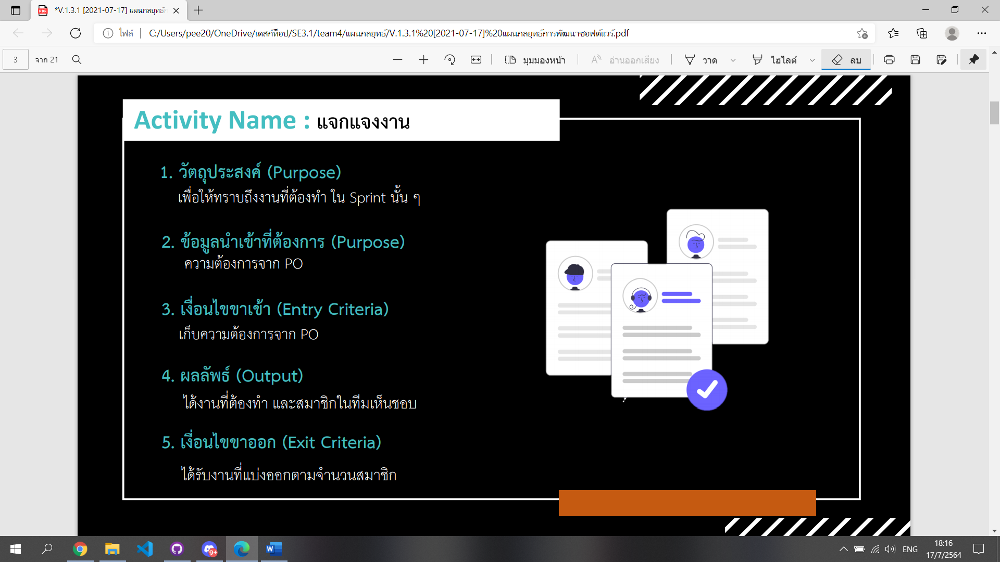 *V.1.3.1 [2021-07-17] แผนกลยุทธ์ก
ไฟล์
C:/Users/pee20/OneDrive/เดสก์ท็อป/SE3.1/team4/แผนกลยุทธ์/V.1.3.1%20[2021-07-17]%20แผนกลยุทธ์การพัฒนาซอฟต์แวร์.pdf
3 จาก 21 มุมมองหน้า อ่านออกเสียง วาด ไฮไลต์ ลบ
Activity Name : แจกแจงงาน
1. วัตถุประสงค์ (Purpose)
เพื่อให้ทราบถึงงานที่ต้องทำ ใน Sprint นั้น ๆ
2. ข้อมูลนำเข้าที่ต้องการ (Purpose)
ความต้องการจาก PO
3. เงื่อนไขขาเข้า (Entry Criteria)
เก็บความต้องการจาก PO
4. ผลลัพธ์ (Output)
ได้งานที่ต้องทำ และสมาชิกในทีมเห็นชอบ
5. เงื่อนไขขาออก (Exit Criteria)
ได้รับงานที่แบ่งออกตามจำนวนสมาชิก
9+
ENG
18:16
17/7/2564